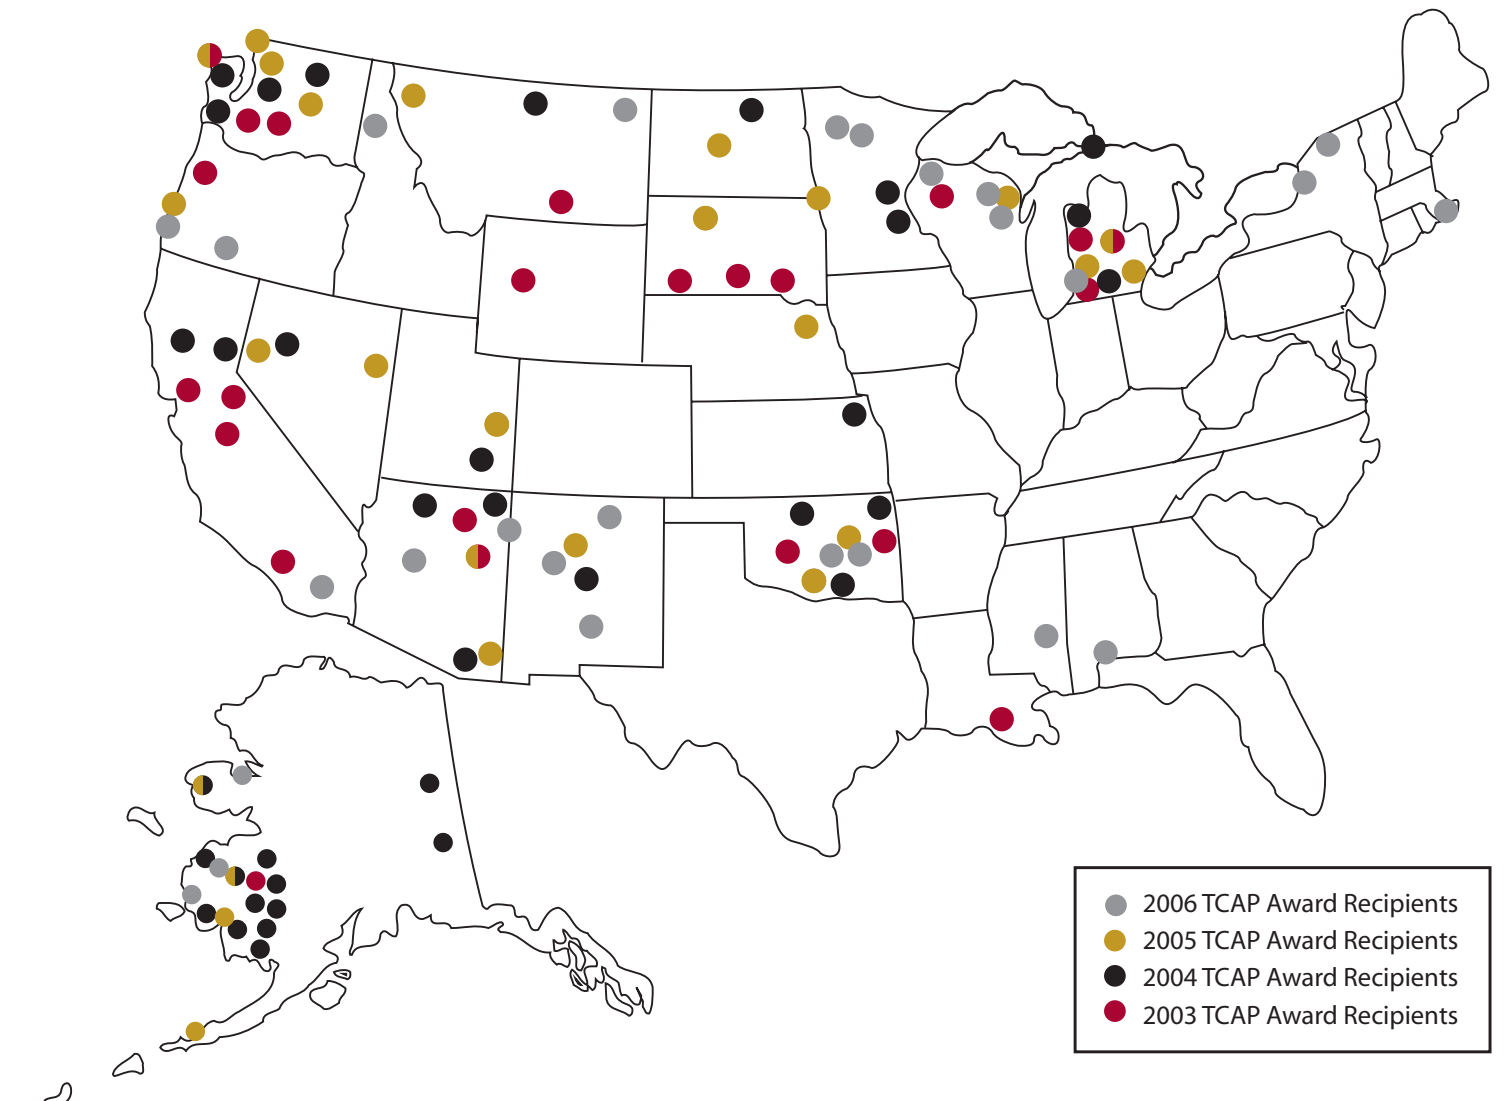 2006 TCAP Award Recipients
2005 TCAP Award Recipients
2004 TCAP Award Recipients
2003 TCAP Award Recipients